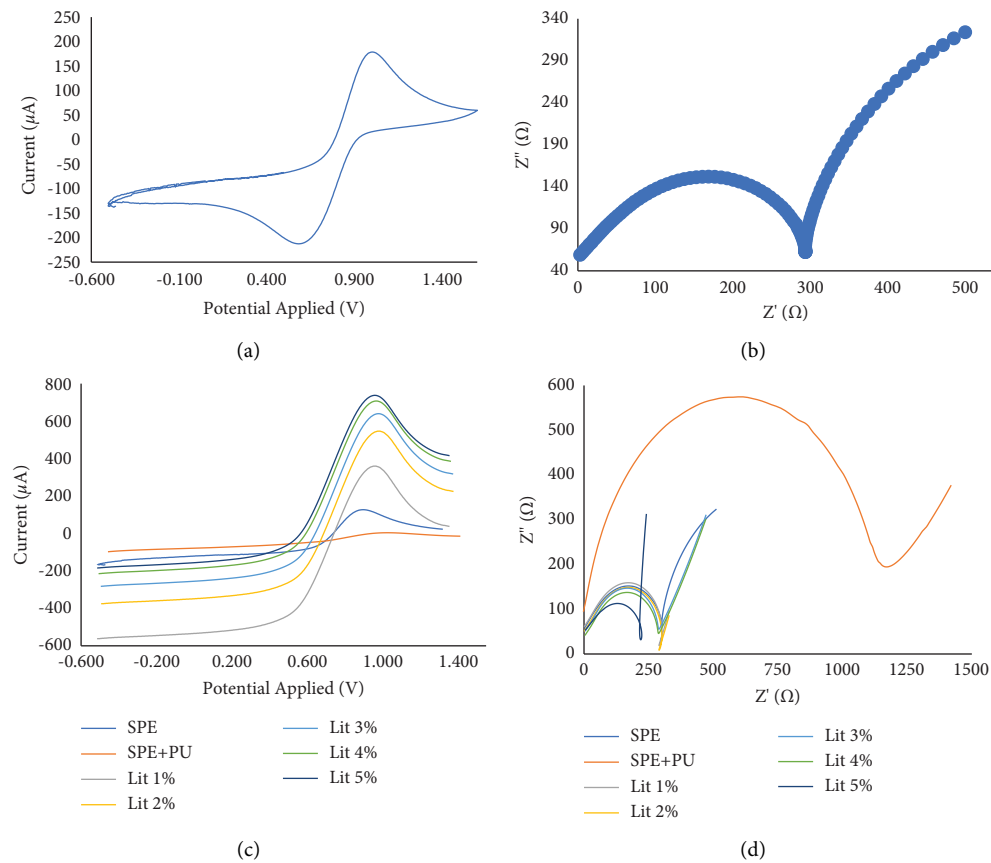 250
200
150
100
50
0
-50
-100
-150
-200
-250
Current (μA)
-0.600 -0.100 0.400 0.900 1.400
Potential Applied (V)
(a)
340
290
240
190
140
90
40
Z" (Ω)
0 100 200 300 400 500
Z' (Ω)
(b)
800
600
400
200
0
-200
-400
-600
Current (μA)
-0.600 -0.200 0.200 0.600 1.000 1.400
Potential Applied (V)
SPE
SPE+PU
Lit 1%
Lit 2%
Lit 3%
Lit 4%
Lit 5%
(c)
600
500
400
300
200
100
0
Z" (Ω)
0 250 500 750 1000 1250 1500
Z' (Ω)
SPE
SPE+PU
Lit 1%
Lit 2%
Lit 3%
Lit 4%
Lit 5%
(d)